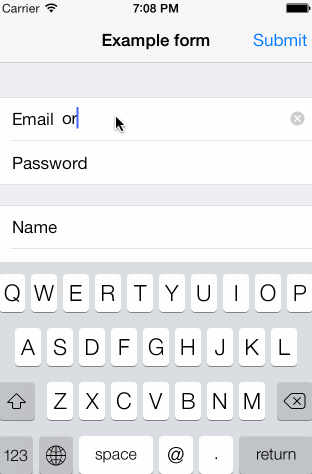 Carrier 7:08 PM
Example form Submit
Email or
Password
Name
Q W E R T Y U I O P
A S D F G H J K L
Z X C V B N M
123 space @ . return